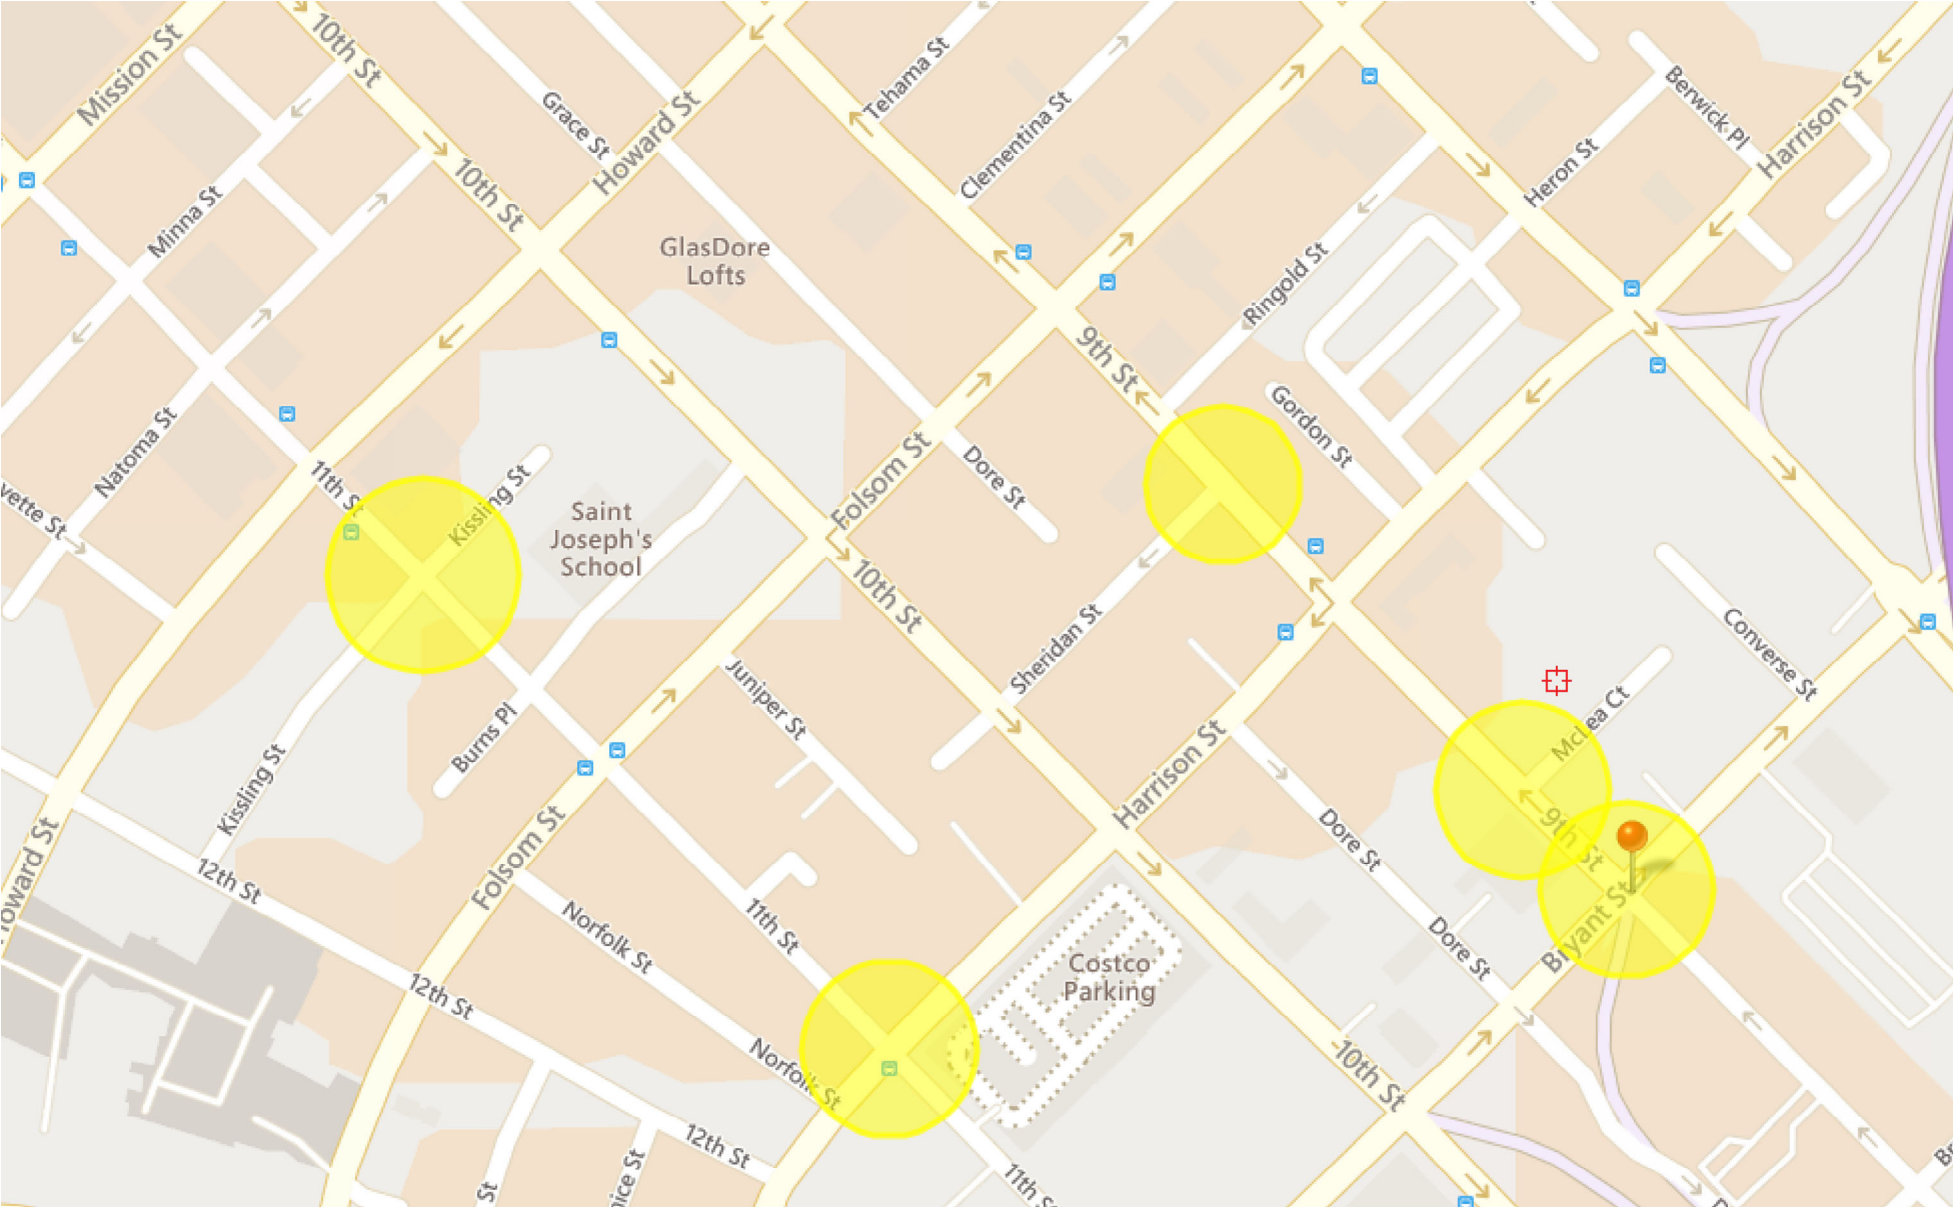 Mission St
10th St
Grace St
Howard St
Tehama St
Clementina St
Berwick Pl
Harrison St
Heron St
10th St
Minna St
GlasDore
Lofts
Ringold St
9th St
Gordon St
Natoma St
11th St
Kissling St
Folsom St
Dore St
Saint
Joseph's
School
10th St
Sheridan St
Converse St
Juniper St
McLea Ct
Burns Pl
Harrison St
Kissling St
Dore St
9th St
Folsom St
12th St
Bryant St
Norfolk St
11th St
Dore St
Howard St
Costco
Parking
12th St
Norfolk St
10th St
12th St
11th S
St